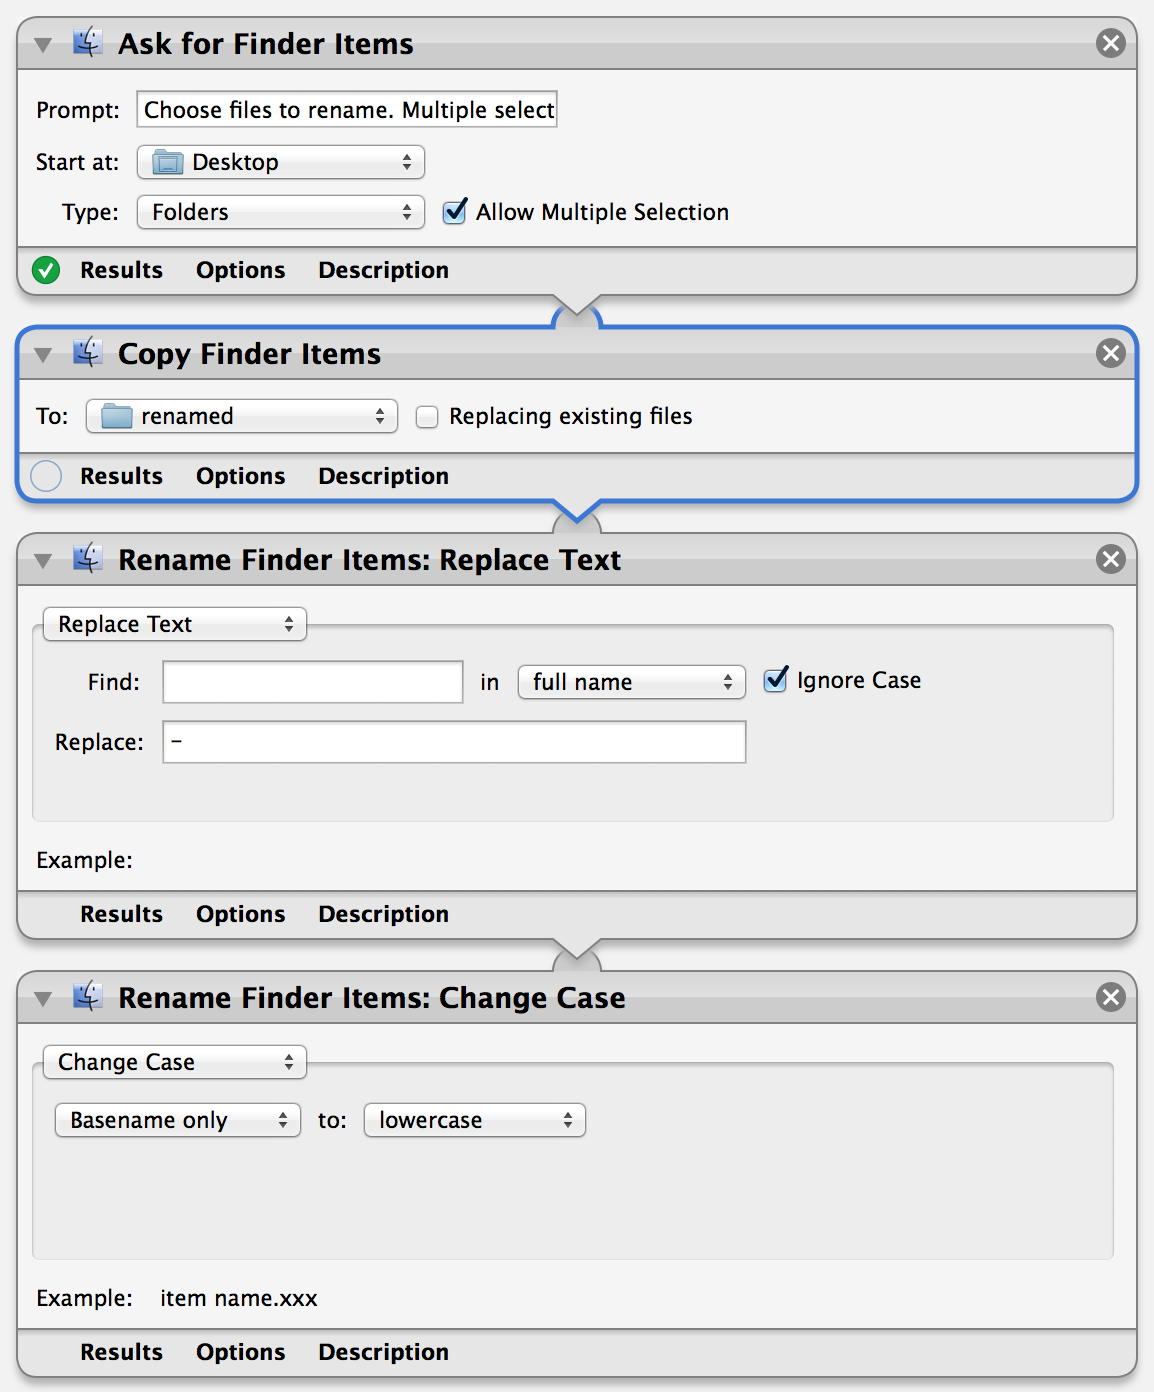 Ask for Finder Items
Prompt: Choose files to rename. Multiple select
Start at: Desktop
Type: Folders Allow Multiple Selection
Results Options Description
Copy Finder Items
To: renamed Replacing existing files
Results Options Description
Rename Finder Items: Replace Text
Replace Text
Find: in full name Ignore Case
Replace: -
Example:
Results Options Description
Rename Finder Items: Change Case
Change Case
Basename only to: lowercase
Example: item name.xxx
Results Options Description